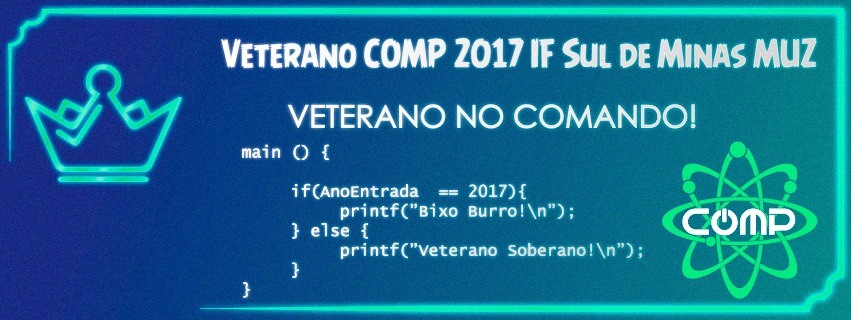 Veterano COMP 2017 IF Sul de Minas MUZ
VETERANO NO COMANDO!
main () {
if(AnoEntrada == 2017){
printf("Bixo Burro!\n");
} else {
printf("Veterano Soberano!\n");
}
}
COMP